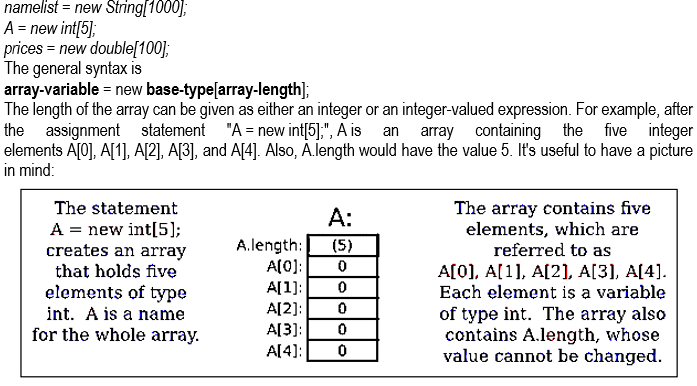 namelist = new String[1000];
A = new int[5];
prices = new double[100];
The general syntax is
array-variable = new base-type[array-length];
The length of the array can be given as either an integer or an integer-valued expression. For example, after
the assignment statement "A = new int[5];", A is an array containing the five integer
elements A[0], A[1], A[2], A[3], and A[4]. Also, A.length would have the value 5. It's useful to have a picture
in mind:
The statement
A = new int[5];
creates an array
that holds five
elements of type
int. A is a name
for the whole array.
A:
A.length: (5)
A[0]: 0
A[1]: 0
A[2]: 0
A[3]: 0
A[4]: 0
The array contains five
elements, which are
referred to as
A[0], A[1], A[2], A[3], A[4].
Each element is a variable
of type int. The array also
contains A.length, whose
value cannot be changed.